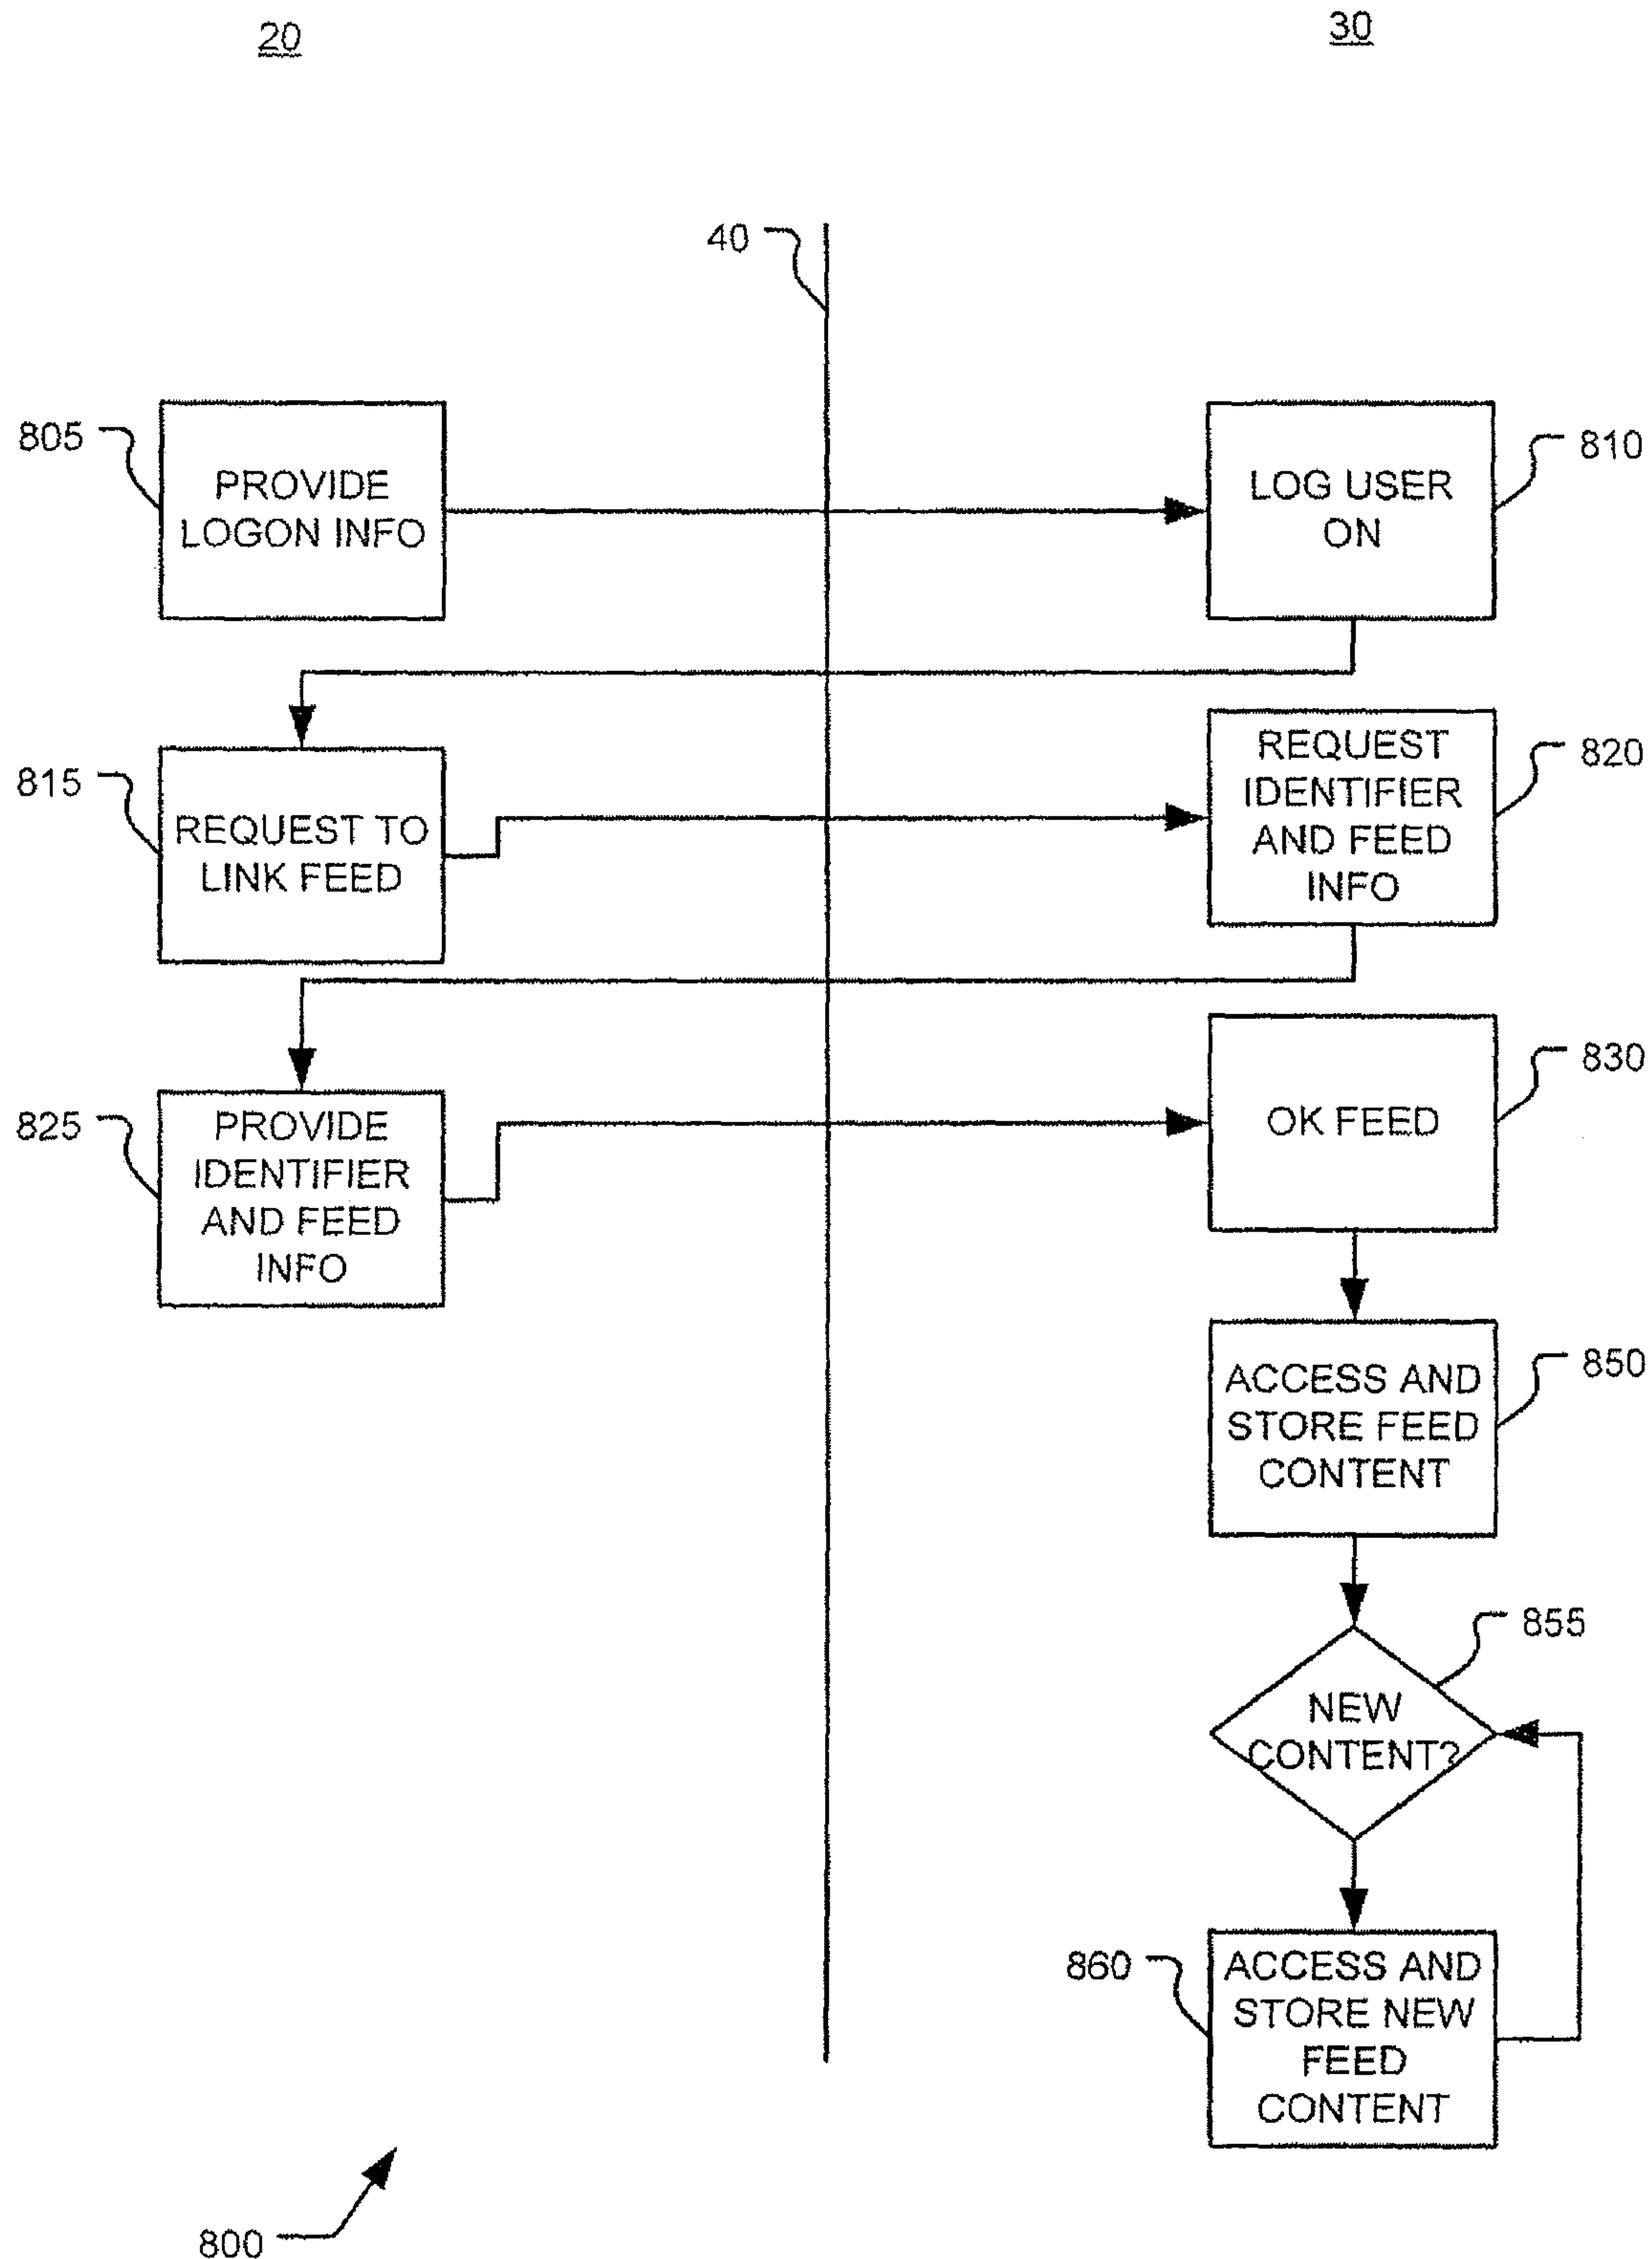 20
30
40
805
PROVIDE
LOGON INFO
LOG USER
ON
810
815
REQUEST TO
LINK FEED
REQUEST
IDENTIFIER
AND FEED
INFO
820
825
PROVIDE
IDENTIFIER
AND FEED
INFO
OK FEED
830
ACCESS AND
STORE FEED
CONTENT
850
855
NEW
CONTENT?
860
ACCESS AND
STORE NEW
FEED
CONTENT
800